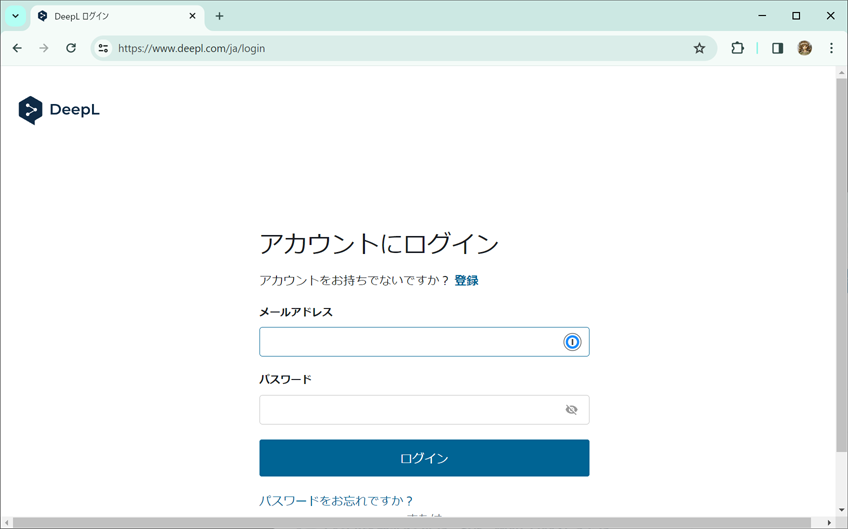 DeepL ログイン
https://www.deepl.com/ja/login
DeepL
アカウントにログイン
アカウントをお持ちでないですか？ 登録
メールアドレス
パスワード
ログイン
パスワードをお忘れですか？